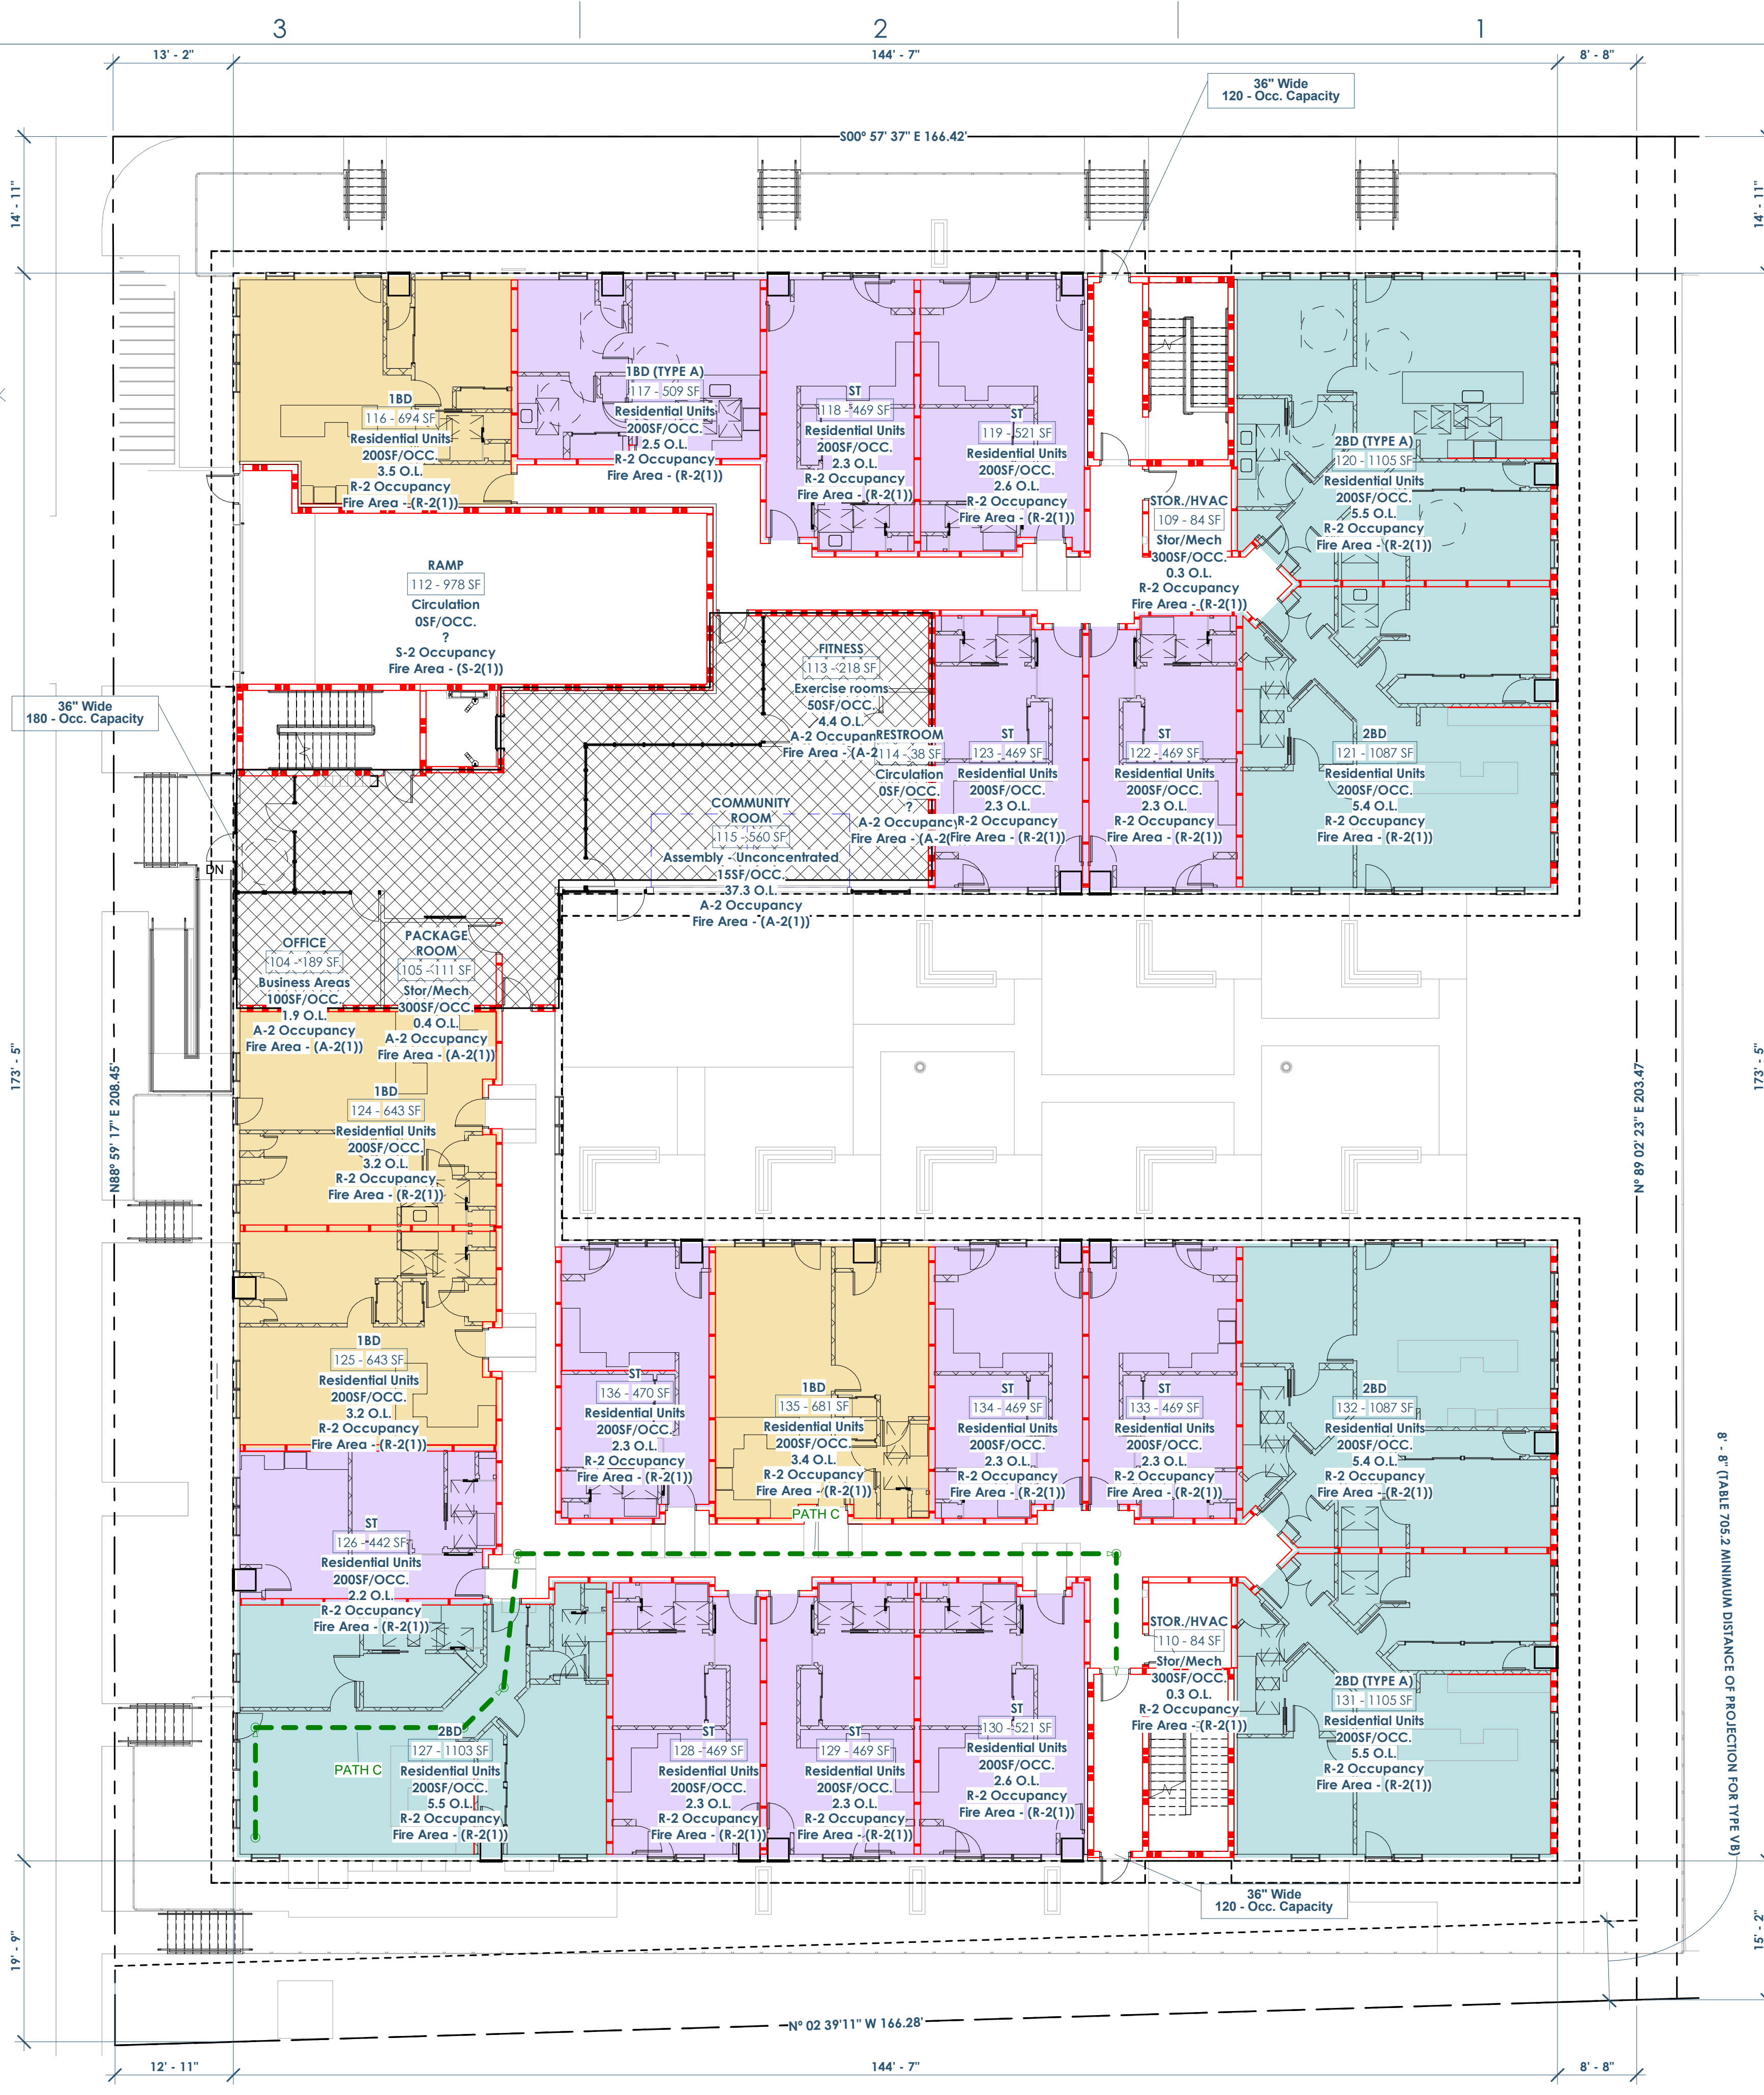 3
2
1
13' - 2"
144' - 7"
8' - 8"
36" Wide
120 - Occ. Capacity
S00° 57' 37" E 166.42'
14' - 11"
14' - 11"
1BD
116 - 694 SF
Residential Units
200SF/OCC.
3.5 O.L.
R-2 Occupancy
Fire Area - (R-2(1))
1BD (TYPE A)
117 - 509 SF
Residential Units
200SF/OCC.
2.5 O.L.
R-2 Occupancy
Fire Area - (R-2(1))
ST
118 - 469 SF
Residential Units
200SF/OCC.
2.3 O.L.
R-2 Occupancy
Fire Area - (R-2(1))
ST
119 - 521 SF
Residential Units
200SF/OCC.
2.6 O.L.
R-2 Occupancy
Fire Area - (R-2(1))
2BD (TYPE A)
120 - 1105 SF
Residential Units
200SF/OCC.
5.5 O.L.
R-2 Occupancy
Fire Area - (R-2(1))
STOR./HVAC
109 - 84 SF
Stor/Mech
300SF/OCC.
0.3 O.L.
R-2 Occupancy
Fire Area - (R-2(1))
RAMP
112 - 978 SF
Circulation
0SF/OCC.
?
S-2 Occupancy
Fire Area - (S-2(1))
36" Wide
180 - Occ. Capacity
FITNESS
113 - 218 SF
Exercise rooms
50SF/OCC.
4.4 O.L.
A-2 Occupan
Fire Area - (A-2
RESTROOM
114 - 38 SF
Circulation
0SF/OCC.
?
A-2 Occupancy
Fire Area - (A-2(
ST
123 - 469 SF
Residential Units
200SF/OCC.
2.3 O.L.
R-2 Occupancy
Fire Area - (R-2(1))
ST
122 - 469 SF
Residential Units
200SF/OCC.
2.3 O.L.
R-2 Occupancy
Fire Area - (R-2(1))
2BD
121 - 1087 SF
Residential Units
200SF/OCC.
5.4 O.L.
R-2 Occupancy
Fire Area - (R-2(1))
COMMUNITY
ROOM
115 - 560 SF
Assembly - Unconcentrated
15SF/OCC.
37.3 O.L.
A-2 Occupancy
Fire Area - (A-2(1))
DN
OFFICE
104 - 189 SF
Business Areas
100SF/OCC.
1.9 O.L.
A-2 Occupancy
Fire Area - (A-2(1))
PACKAGE
ROOM
105 - 111 SF
Stor/Mech
300SF/OCC.
0.4 O.L.
A-2 Occupancy
Fire Area - (A-2(1))
173' - 5"
N88° 59' 17" E 208.45'
N° 89 02' 23" E 203.47
173' - 5"
1BD
124 - 643 SF
Residential Units
200SF/OCC.
3.2 O.L.
R-2 Occupancy
Fire Area - (R-2(1))
1BD
125 - 643 SF
Residential Units
200SF/OCC.
3.2 O.L.
R-2 Occupancy
Fire Area - (R-2(1))
ST
136 - 470 SF
Residential Units
200SF/OCC.
2.3 O.L.
R-2 Occupancy
Fire Area - (R-2(1))
1BD
135 - 681 SF
Residential Units
200SF/OCC.
3.4 O.L.
R-2 Occupancy
Fire Area - (R-2(1))
ST
134 - 469 SF
Residential Units
200SF/OCC.
2.3 O.L.
R-2 Occupancy
Fire Area - (R-2(1))
ST
133 - 469 SF
Residential Units
200SF/OCC.
2.3 O.L.
R-2 Occupancy
Fire Area - (R-2(1))
2BD
132 - 1087 SF
Residential Units
200SF/OCC.
5.4 O.L.
R-2 Occupancy
Fire Area - (R-2(1))
8' - 8" (TABLE 705.2 MINIMUM DISTANCE OF PROJECTION FOR TYPE VB)
PATH C
ST
126 - 442 SF
Residential Units
200SF/OCC.
2.2 O.L.
R-2 Occupancy
Fire Area - (R-2(1))
STOR./HVAC
110 - 84 SF
Stor/Mech
300SF/OCC.
0.3 O.L.
R-2 Occupancy
Fire Area - (R-2(1))
2BD
127 - 1103 SF
Residential Units
200SF/OCC.
5.5 O.L.
R-2 Occupancy
Fire Area - (R-2(1))
PATH C
ST
128 - 469 SF
Residential Units
200SF/OCC.
2.3 O.L.
R-2 Occupancy
Fire Area - (R-2(1))
ST
129 - 469 SF
Residential Units
200SF/OCC.
2.3 O.L.
R-2 Occupancy
Fire Area - (R-2(1))
ST
130 - 521 SF
Residential Units
200SF/OCC.
2.6 O.L.
R-2 Occupancy
Fire Area - (R-2(1))
2BD (TYPE A)
131 - 1105 SF
Residential Units
200SF/OCC.
5.5 O.L.
R-2 Occupancy
Fire Area - (R-2(1))
36" Wide
120 - Occ. Capacity
19' - 9"
15' - 2"
N° 02 39'11" W 166.28'
12' - 11"
144' - 7"
8' - 8"